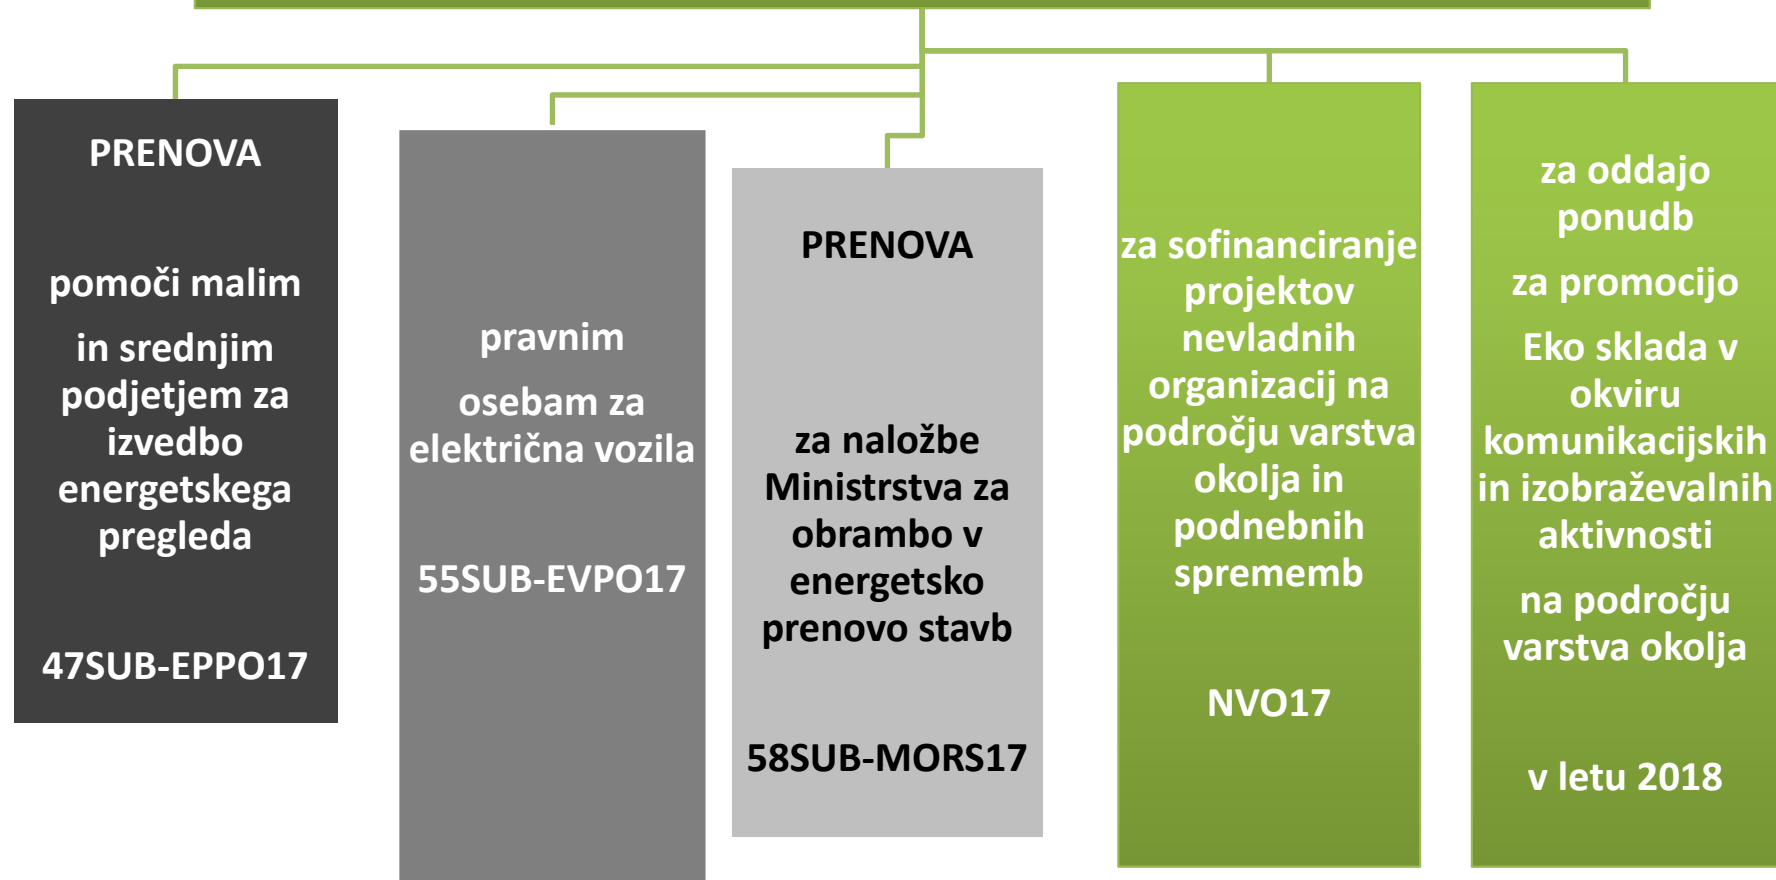 PRENOVA
pomoči malim
in srednjim
podjetjem za
izvedbo
energetskega
pregleda
47SUB-EPPO17
pravnim
osebam za
električna vozila
55SUB-EVPO17
PRENOVA
za naložbe
Ministrstva za
obrambo v
energetsko
prenovo stavb
58SUB-MORS17
za sofinanciranje
projektov
nevladnih
organizacij na
področju varstva
okolja in
podnebnih
sprememb
NVO17
za oddajo
ponudb
za promocijo
Eko sklada v
okviru
komunikacijskih
in izobraževalnih
aktivnosti
na področju
varstva okolja
v letu 2018